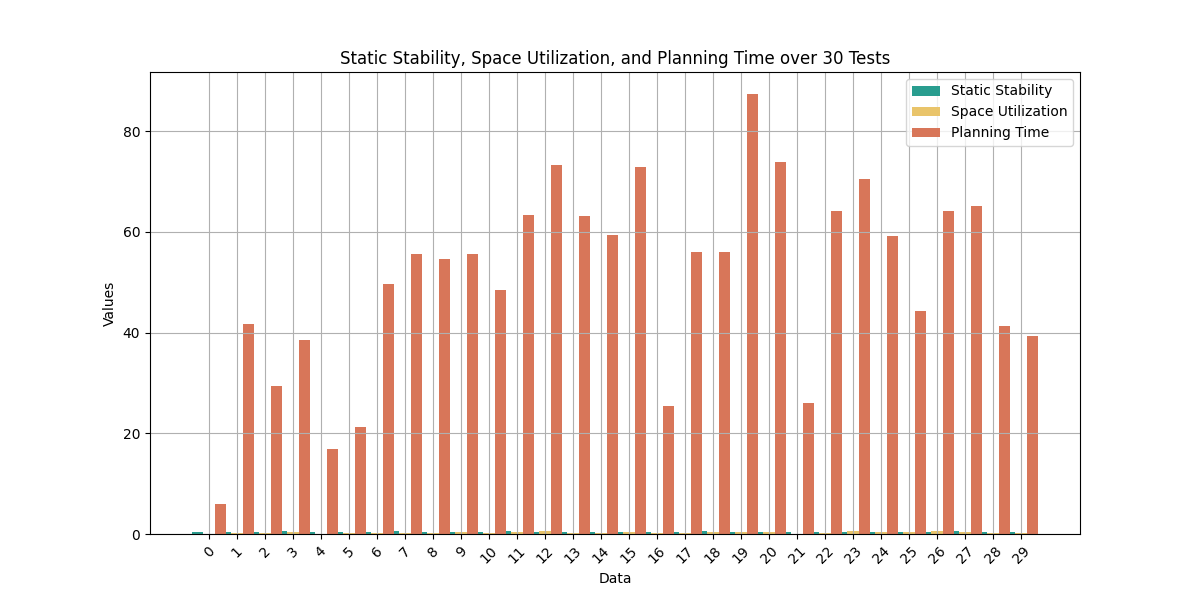 Static Stability, Space Utilization, and Planning Time over 30 Tests
Static Stability
Space Utilization
Planning Time
Values
80
60
40
20
0
0 1 2 3 4 5 6 7 8 9 10 11 12 13 14 15 16 17 18 19 20 21 22 23 24 25 26 27 28 29
Data